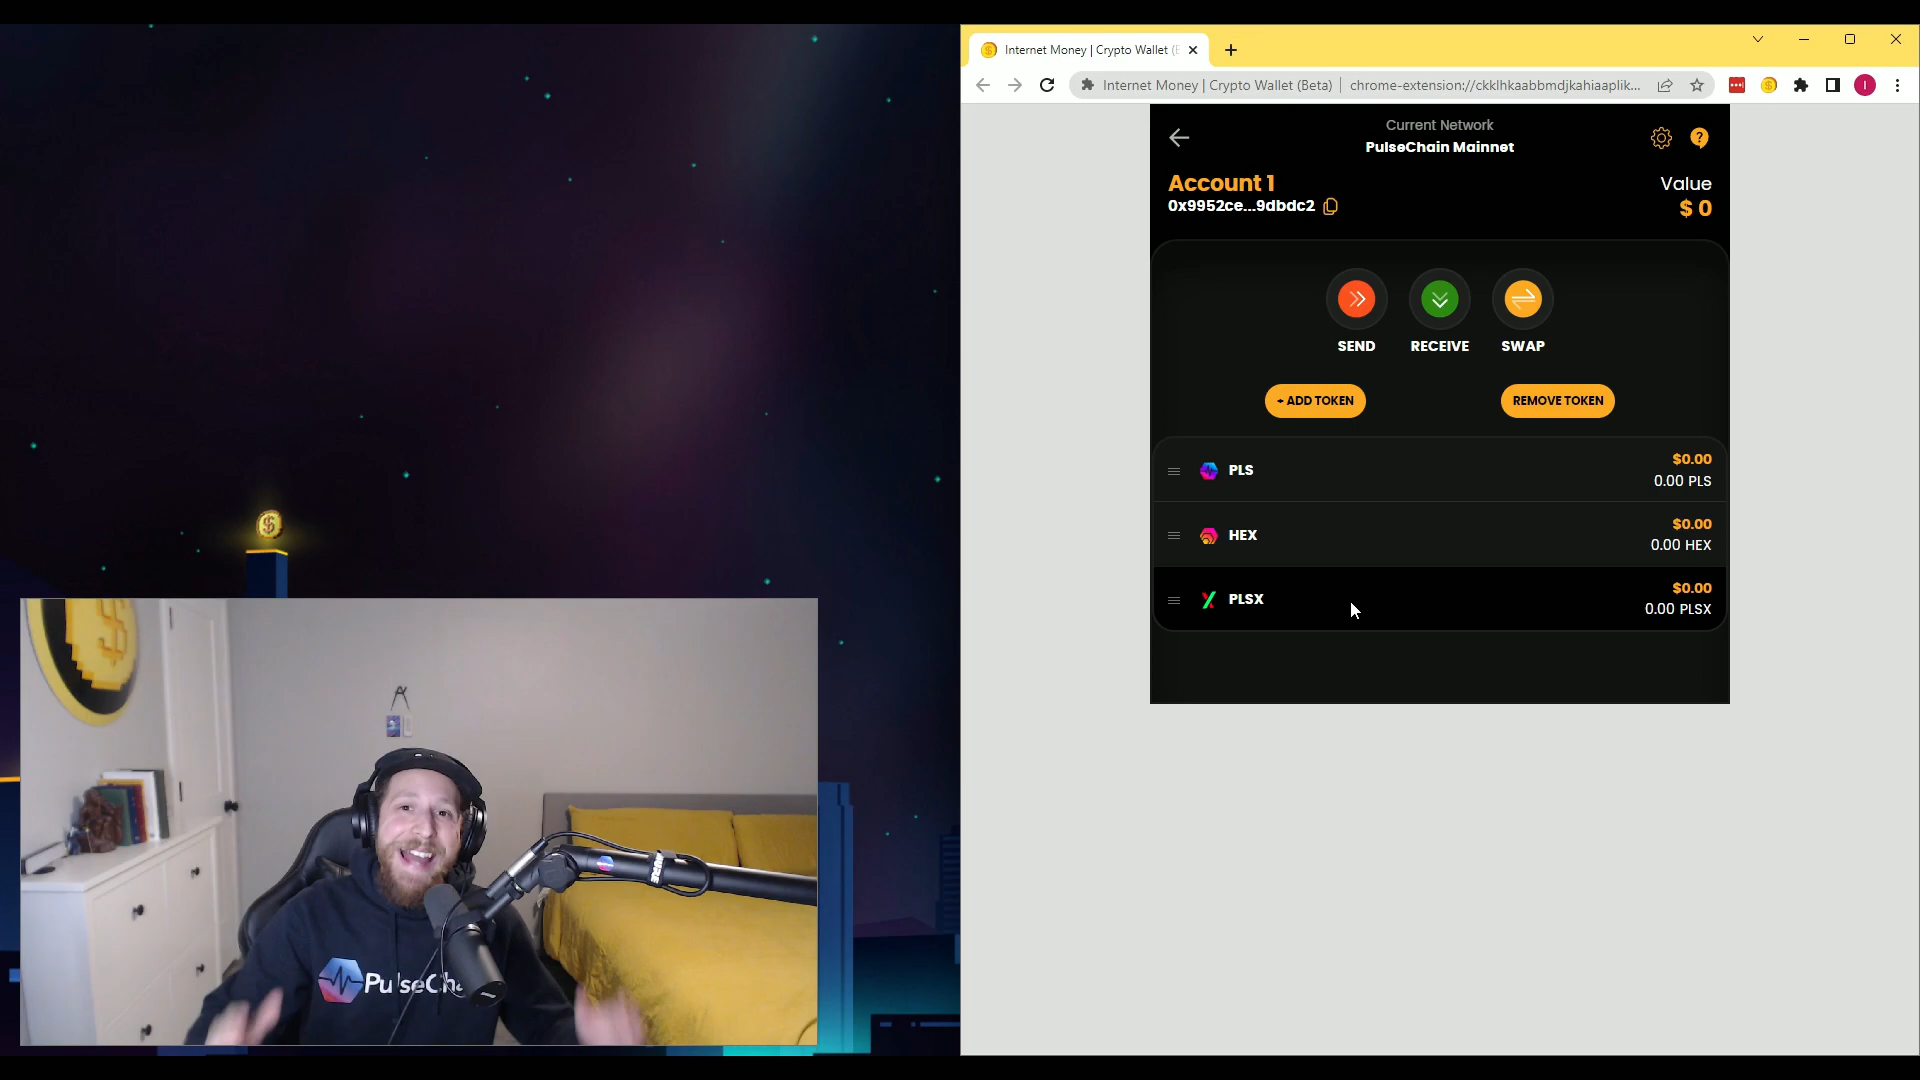 Internet Money | Crypto Wallet (
Internet Money | Crypto Wallet (Beta) | chrome-extension://ckklhkaabbmdjkahiaaplik...
I
Current Network
PulseChain Mainnet
Account 1
0x9952ce...9dbdc2
Value
$ 0
SEND
RECEIVE
SWAP
+ ADD TOKEN
REMOVE TOKEN
PLS
$0.00
0.00 PLS
HEX
$0.00
0.00 HEX
PLSX
$0.00
0.00 PLSX
SHURE
PulseCha